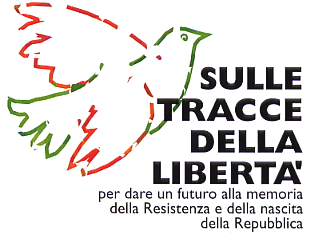 SULLE
TRACCE
DELLA
LIBERTA'
per dare un futuro alla memoria
della Resistenza e della nascita
della Repubblica